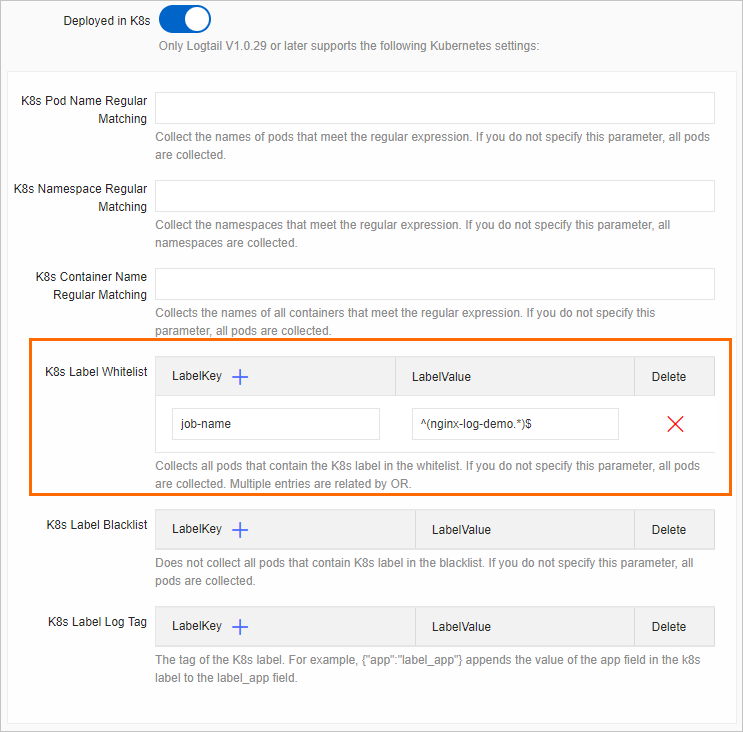 Deployed in K8s
Only Logtail V1.0.29 or later supports the following Kubernetes settings:
K8s Pod Name Regular
Matching
Collect the names of pods that meet the regular expression. If you do not specify this parameter, all pods
are collected.
K8s Namespace Regular
Matching
Collect the namespaces that meet the regular expression. If you do not specify this parameter, all
namespaces are collected.
K8s Container Name
Regular Matching
Collects the names of all containers that meet the regular expression. If you do not specify this
parameter, all pods are collected.
K8s Label Whitelist
LabelKey + LabelValue Delete
job-name ^(nginx-log-demo.*)$
Collects all pods that contain the K8s label in the whitelist. If you do not specify this parameter, all pods
are collected. Multiple entries are related by OR.
K8s Label Blacklist
LabelKey + LabelValue Delete
Does not collect all pods that contain K8s label in the blacklist. If you do not specify this parameter, all
pods are collected.
K8s Label Log Tag
LabelKey + LabelValue Delete
The tag of the K8s label. For example, {"app":"label_app"} appends the value of the app field in the k8s
label to the label_app field.